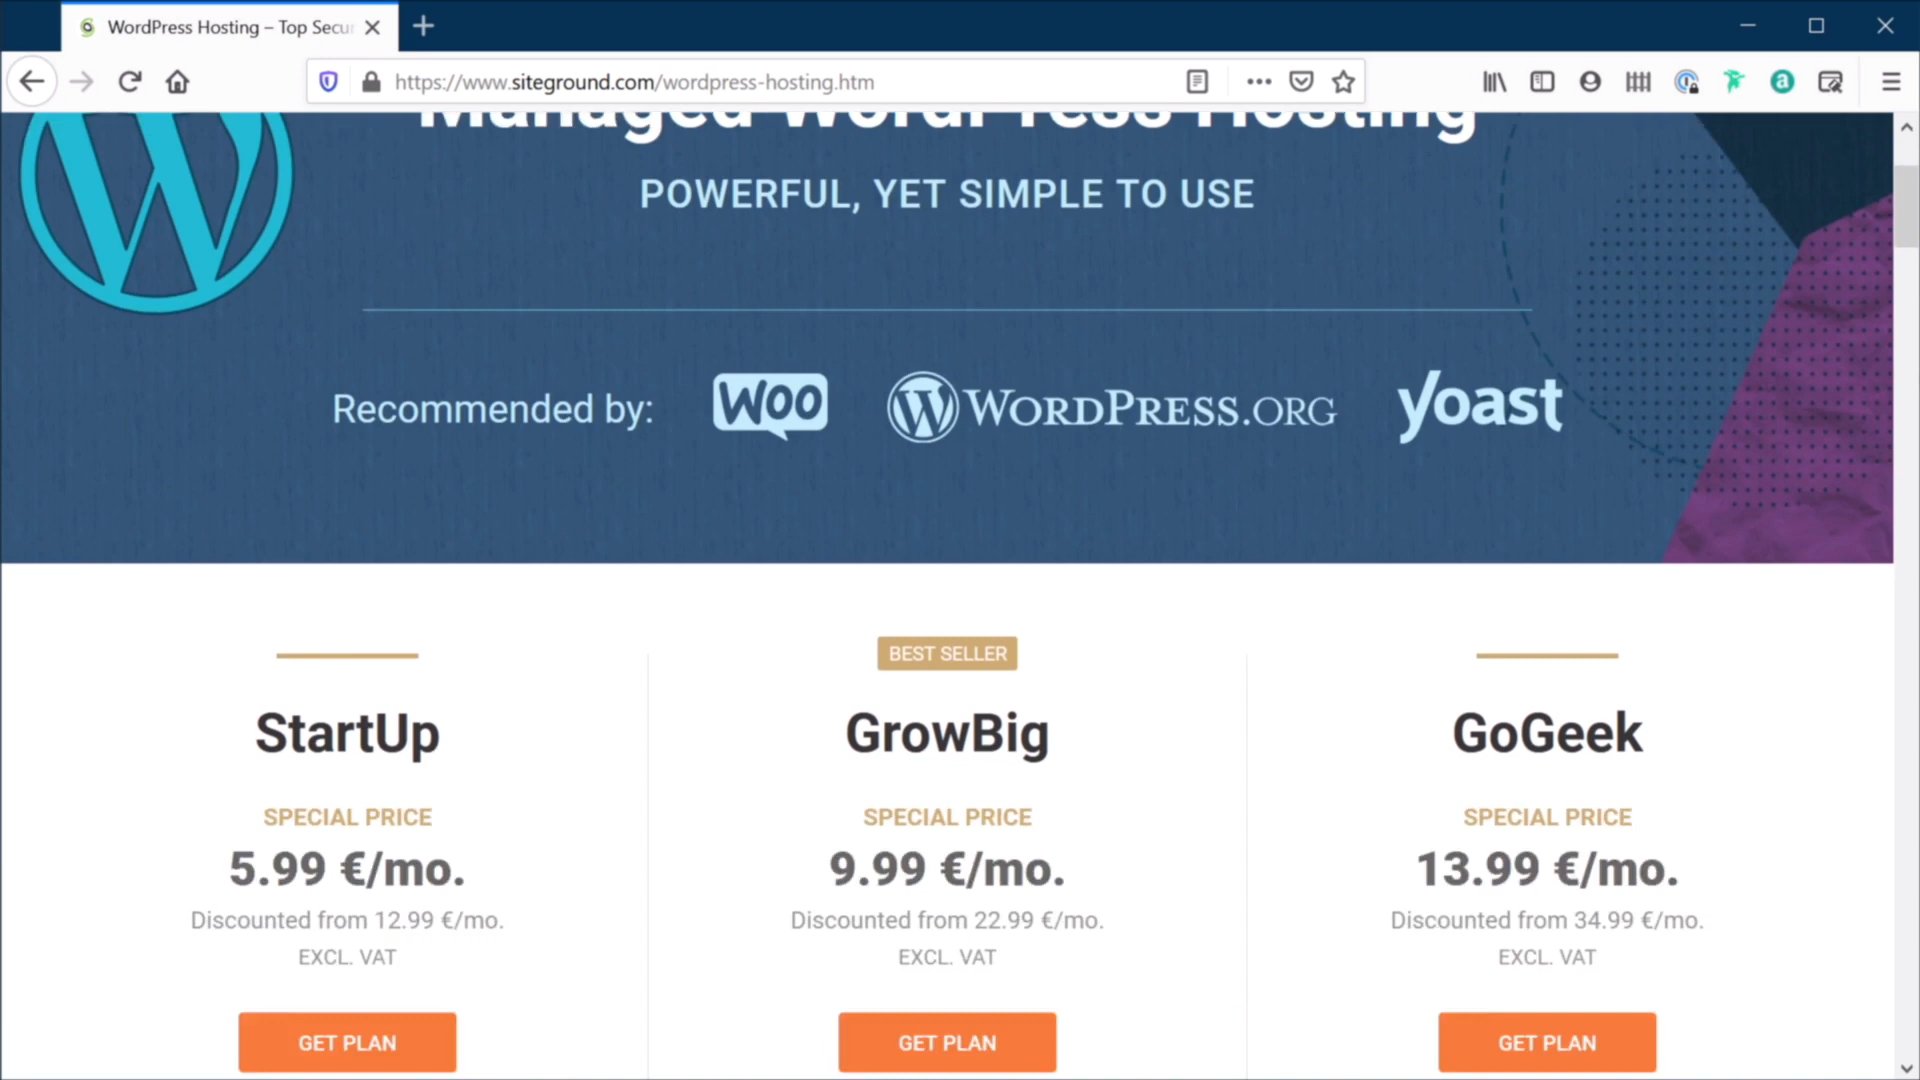 WordPress Hosting – Top Secur
https://www.siteground.com/wordpress-hosting.htm
Managed WordPress Hosting
POWERFUL, YET SIMPLE TO USE
Recommended by:
WOO
WORDPRESS.ORG
yoast
BEST SELLER
StartUp
GrowBig
GoGeek
SPECIAL PRICE
SPECIAL PRICE
SPECIAL PRICE
5.99 €/mo.
9.99 €/mo.
13.99 €/mo.
Discounted from 12.99 €/mo.
Discounted from 22.99 €/mo.
Discounted from 34.99 €/mo.
EXCL. VAT
EXCL. VAT
EXCL. VAT
GET PLAN
GET PLAN
GET PLAN